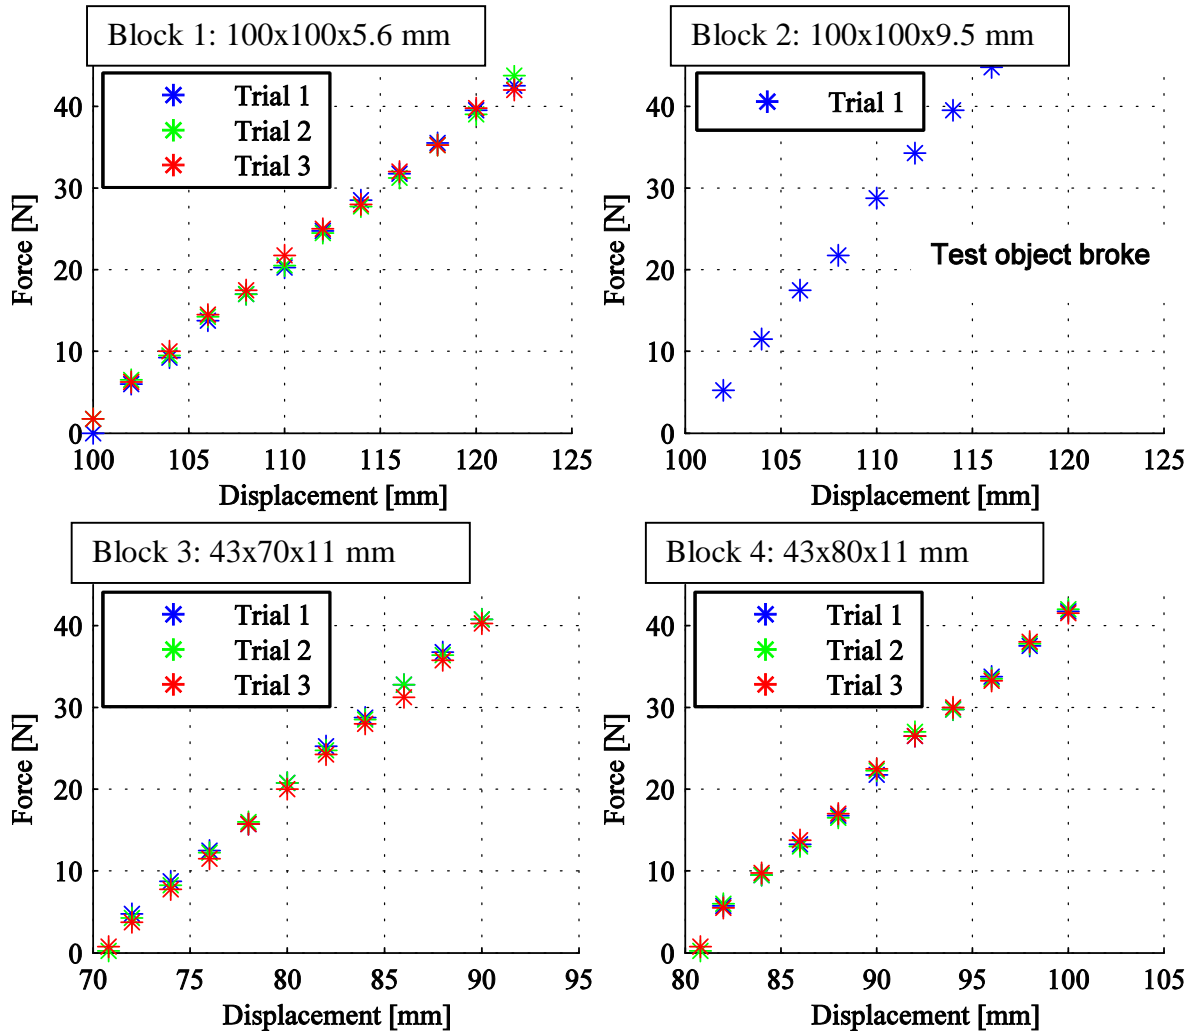 Block 1: 100x100x5.6 mm
Trial 1
Trial 2
Trial 3
Force [N]
40
30
20
10
0
100 105 110 115 120 125
Displacement [mm]
Block 2: 100x100x9.5 mm
Trial 1
Test object broke
Force [N]
40
30
20
10
0
100 105 110 115 120 125
Displacement [mm]
Block 3: 43x70x11 mm
Trial 1
Trial 2
Trial 3
Force [N]
40
30
20
10
0
70 75 80 85 90 95
Displacement [mm]
Block 4: 43x80x11 mm
Trial 1
Trial 2
Trial 3
Force [N]
40
30
20
10
0
80 85 90 95 100 105
Displacement [mm]